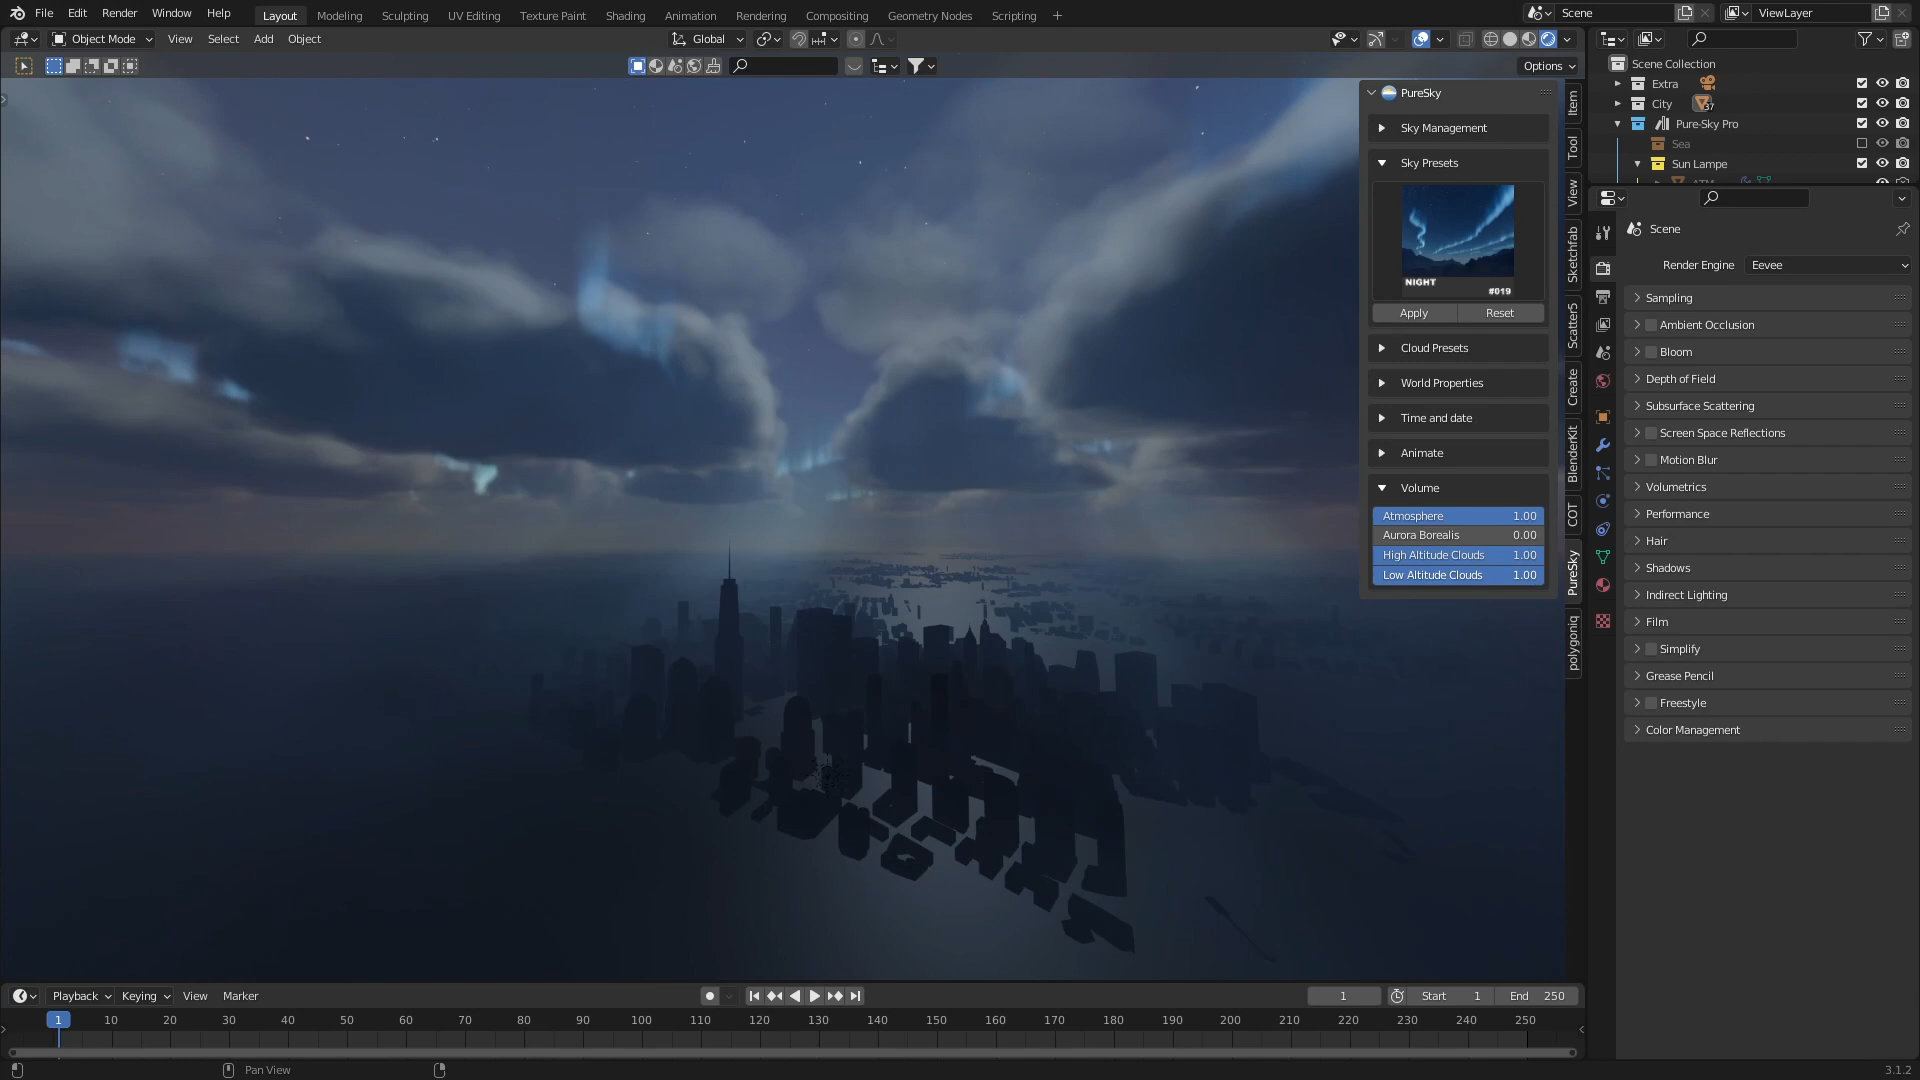 File Edit Render Window Help Layout Modeling Sculpting UV Editing Texture Paint Shading Animation Rendering Compositing Geometry Nodes Scripting + Scene ViewLayer
Object Mode View Select Add Object Global
Options
Scene Collection
Extra
City 37
Pure-Sky Pro
Sea
Sun Lampe
PureSky
Sky Management
Sky Presets
NIGHT
#019
Apply Reset
Cloud Presets
World Properties
Time and date
Animate
Volume
Atmosphere 1.00
Aurora Borealis 0.00
High Altitude Clouds 1.00
Low Altitude Clouds 1.00
Item
Tool
View
Sketchfab
Scatter5
Create
BlenderKit
COT
PureSky
polygoniq
Scene
Render Engine Eevee
Sampling
Ambient Occlusion
Bloom
Depth of Field
Subsurface Scattering
Screen Space Reflections
Motion Blur
Volumetrics
Performance
Hair
Shadows
Indirect Lighting
Film
Simplify
Grease Pencil
Freestyle
Color Management
Playback Keying View Marker 1 Start 1 End 250
1 10 20 30 40 50 60 70 80 90 100 110 120 130 140 150 160 170 180 190 200 210 220 230 240 250
Pan View 3.1.2